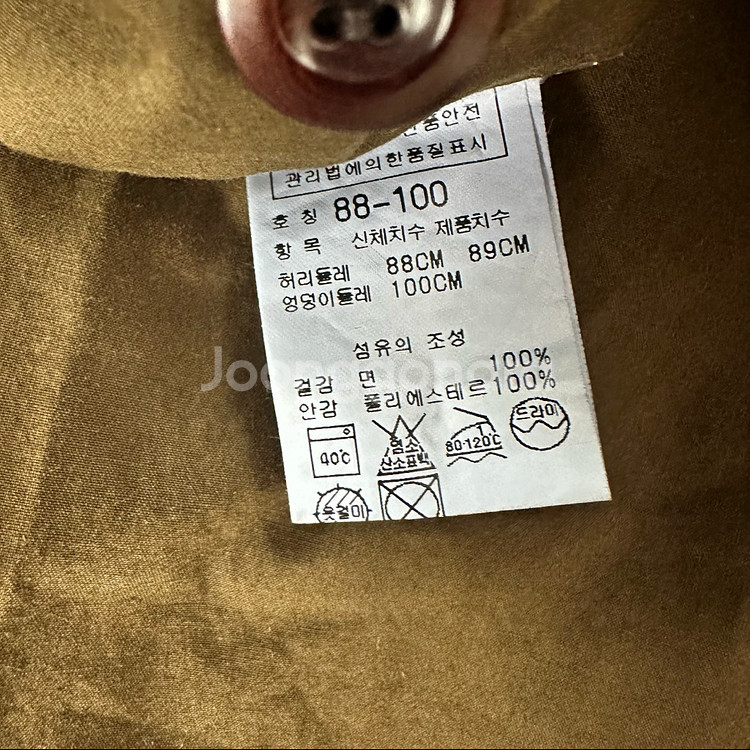 품안전
관리법에의한품질표시
호 칭 88-100
항 목 신체치수 제품치수
허리둘레 88CM 89CM
엉덩이둘레 100CM
섬유의 조성
겉감 면 100%
안감 폴리에스테르 100%
40℃
염소
산소표백
80-120℃
드라이
옷걸이